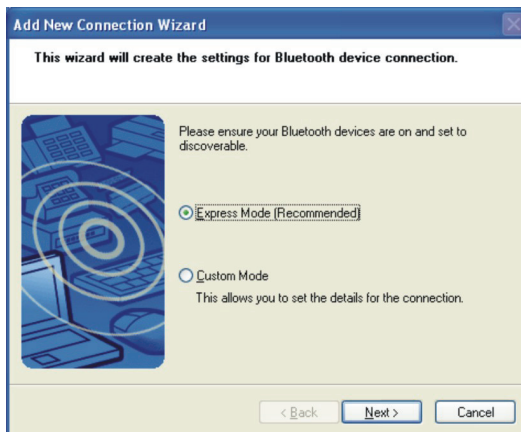 Add New Connection Wizard
This wizard will create the settings for Bluetooth device connection.
Please ensure your Bluetooth devices are on and set to
discoverable.
Express Mode (Recommended)
Custom Mode
This allows you to set the details for the connection.
< Back
Next >
Cancel